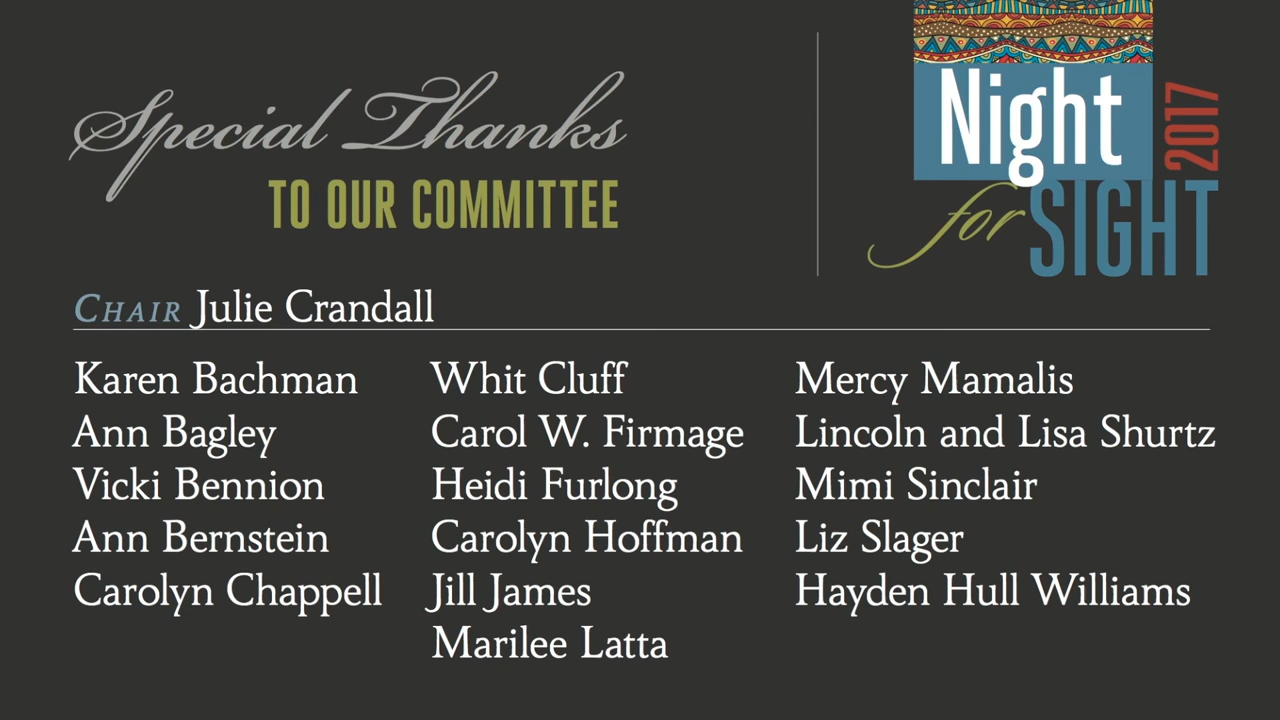 Special Thanks
TO OUR COMMITTEE
Night
for SIGHT
2017
CHAIR Julie Crandall
Karen Bachman
Ann Bagley
Vicki Bennion
Ann Bernstein
Carolyn Chappell
Whit Cluff
Carol W. Firmage
Heidi Furlong
Carolyn Hoffman
Jill James
Marilee Latta
Mercy Mamalis
Lincoln and Lisa Shurtz
Mimi Sinclair
Liz Slager
Hayden Hull Williams